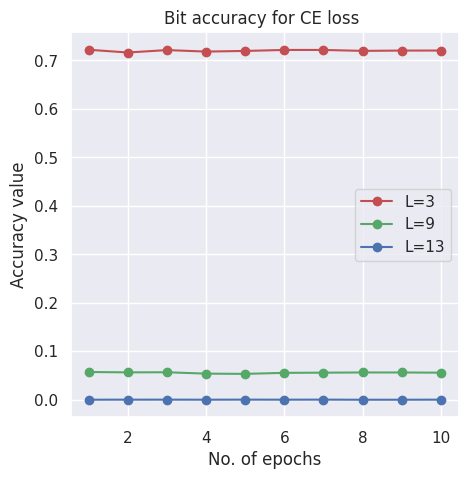 Bit accuracy for CE loss
Accuracy value
0.7
0.6
0.5
0.4
0.3
0.2
0.1
0.0
L=3
L=9
L=13
2 4 6 8 10
No. of epochs